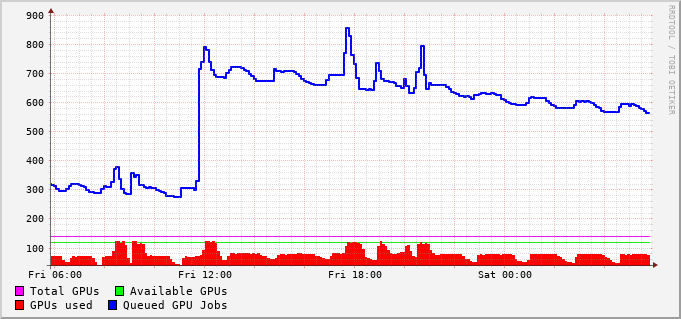 900
800
700
600
500
400
300
200
100
Fri 06:00 Fri 12:00 Fri 18:00 Sat 00:00
Total GPUs Available GPUs
GPUs used Queued GPU Jobs
RRDTOOL / TOBI OETIKER